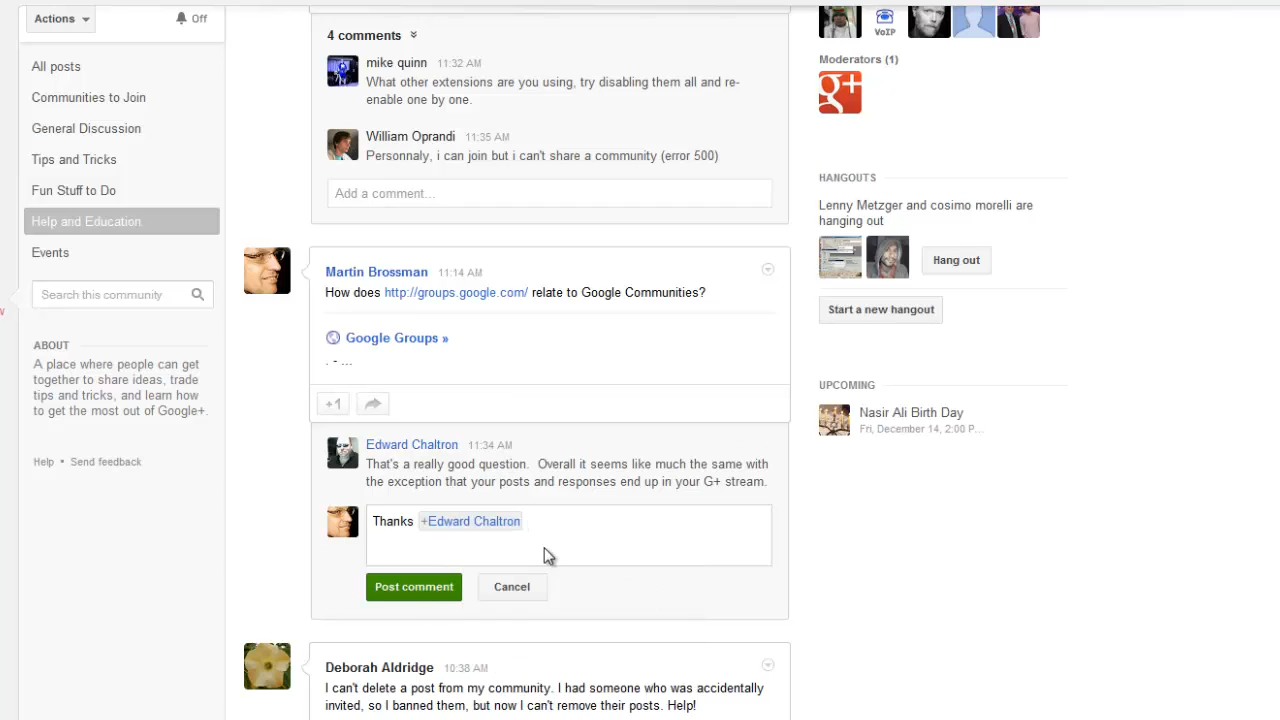 Actions
Off
All posts
Communities to Join
General Discussion
Tips and Tricks
Fun Stuff to Do
Help and Education
Events
Search this community
ABOUT
A place where people can get
together to share ideas, trade
tips and tricks, and learn how
to get the most out of Google+.
Help • Send feedback
4 comments
mike quinn 11:32 AM
What other extensions are you using, try disabling them all and re-
enable one by one.
William Oprandi 11:35 AM
Personnaly, i can join but i can't share a community (error 500)
Add a comment...
Martin Brossman 11:14 AM
How does http://groups.google.com/ relate to Google Communities?
Google Groups »
. - ...
+1
Edward Chaltron 11:34 AM
That's a really good question. Overall it seems like much the same with
the exception that your posts and responses end up in your G+ stream.
Thanks +Edward Chaltron
Post comment Cancel
Deborah Aldridge 10:38 AM
I can't delete a post from my community. I had someone who was accidentally
invited, so I banned them, but now I can't remove their posts. Help!
VoIP
Moderators (1)
g+
HANGOUTS
Lenny Metzger and cosimo morelli are
hanging out
Hang out
Start a new hangout
UPCOMING
Nasir Ali Birth Day
Fri, December 14, 2:00 P...